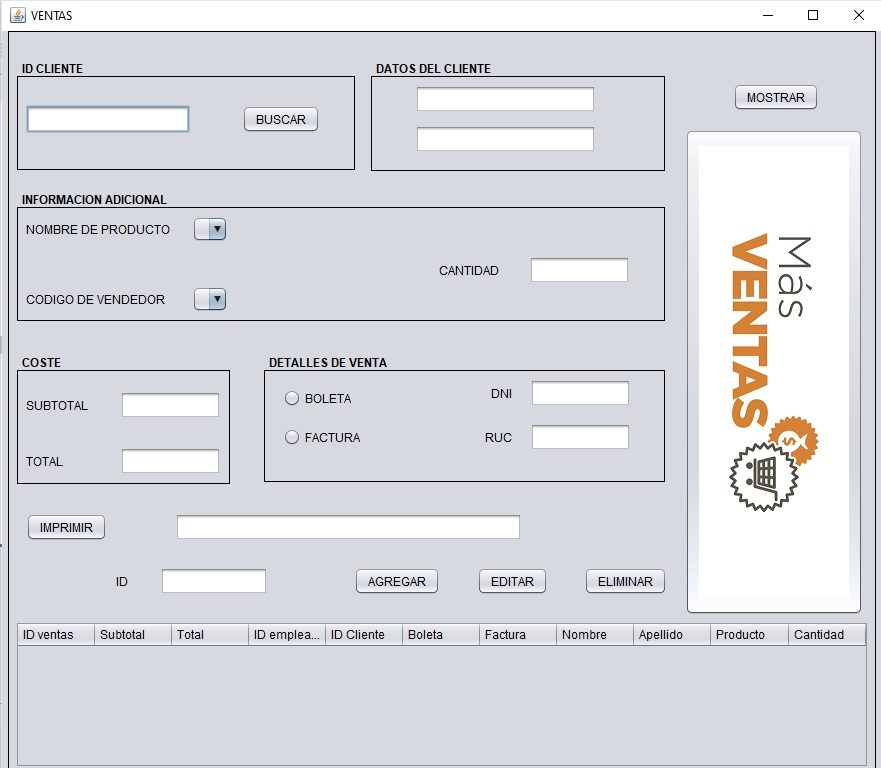 VENTAS
ID CLIENTE
BUSCAR
DATOS DEL CLIENTE
MOSTRAR
INFORMACION ADICIONAL
NOMBRE DE PRODUCTO
CANTIDAD
CODIGO DE VENDEDOR
Más
VENTAS
$
COSTE
SUBTOTAL
TOTAL
DETALLES DE VENTA
BOLETA
DNI
FACTURA
RUC
IMPRIMIR
ID
AGREGAR
EDITAR
ELIMINAR
ID ventas Subtotal Total ID emplea... ID Cliente Boleta Factura Nombre Apellido Producto Cantidad